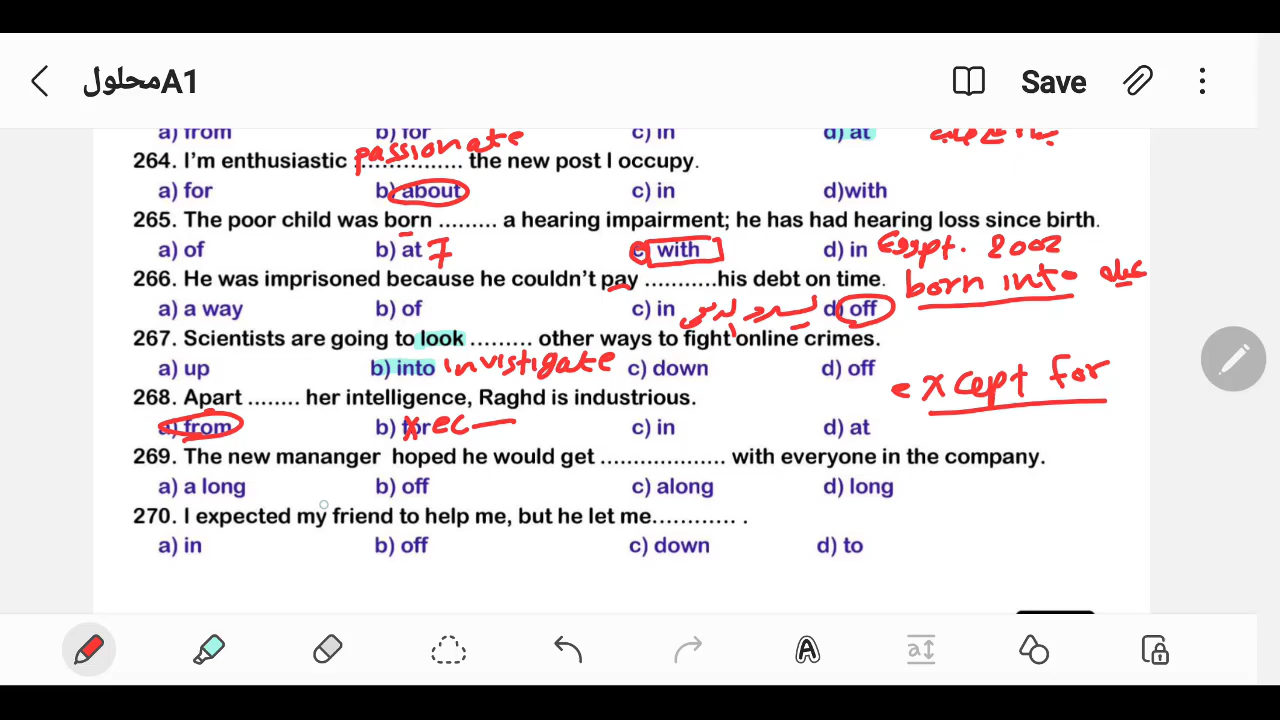 محلولA1
Save
a) from b) for c) in d) at
passionate
264. I'm enthusiastic ............... the new post I occupy.
a) for b) about c) in d)with
265. The poor child was born ......... a hearing impairment; he has had hearing loss since birth.
a) of b) at 7 c) with d) in Egypt. 2002
266. He was imprisoned because he couldn't pay ...........his debt on time.
born into عيلة
a) a way b) of c) in d) off
267. Scientists are going to look ......... other ways to fight online crimes.
a) up b) into invistigate c) down d) off
except for
268. Apart ........ her intelligence, Raghd is industrious.
a) from b) for c) in d) at
269. The new mananger hoped he would get ................... with everyone in the company.
a) a long b) off c) along d) long
270. I expected my friend to help me, but he let me............ .
a) in b) off c) down d) to